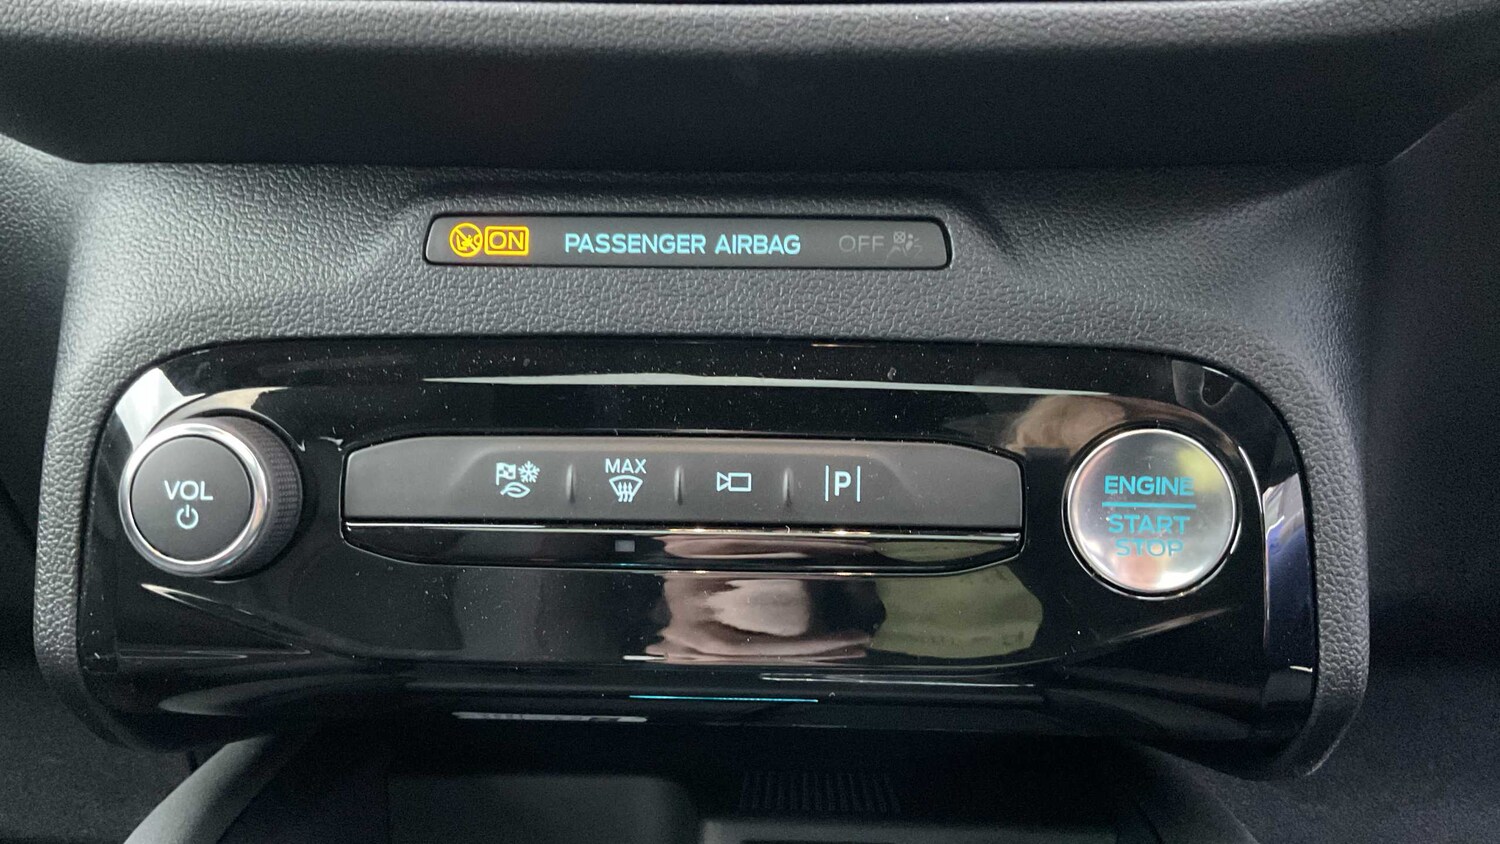 ON PASSENGER AIRBAG OFF
VOL
MAX
P
ENGINE
START
STOP